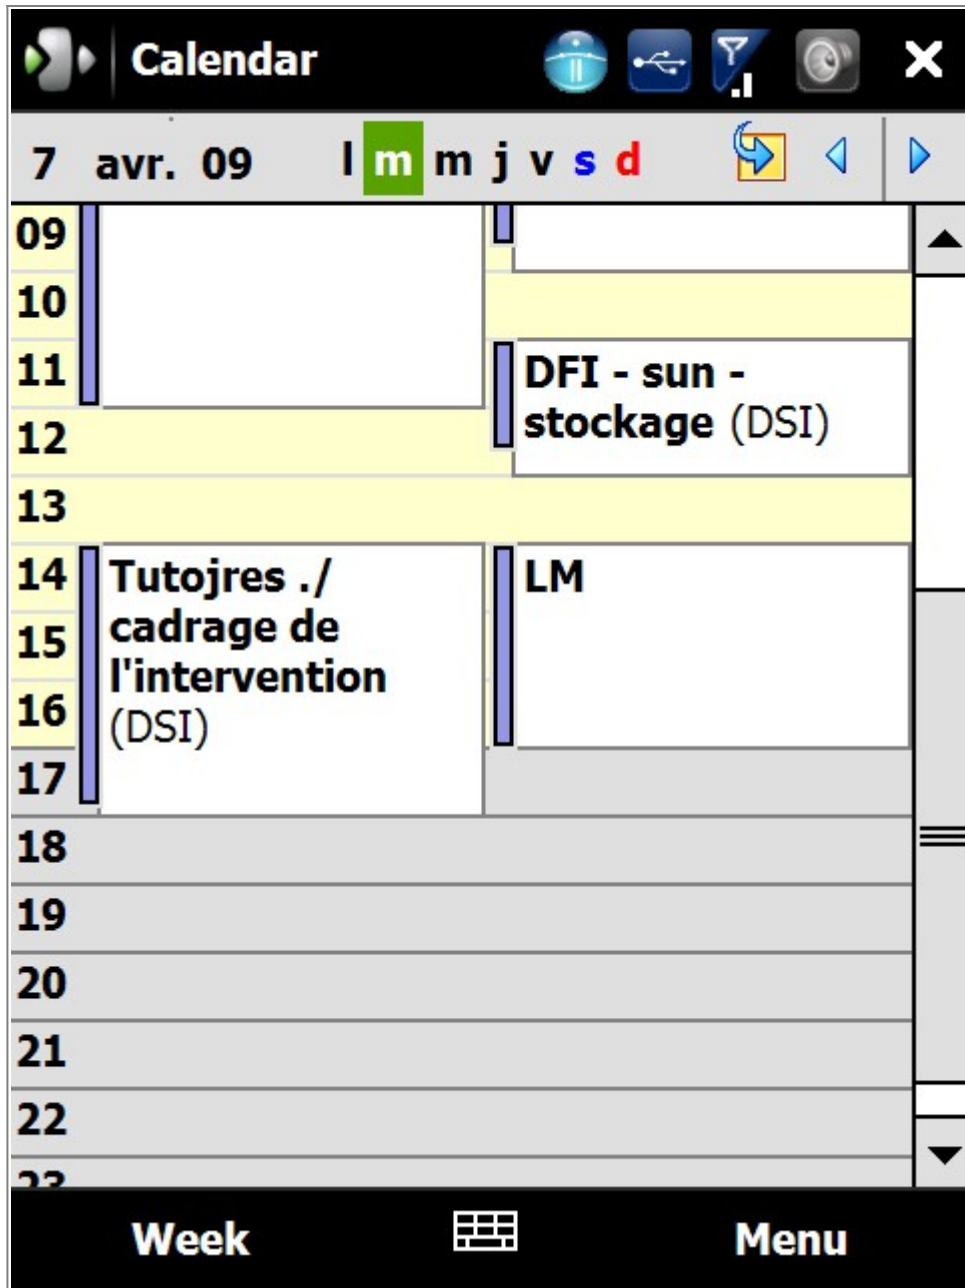 Calendar
7 avr. 09 l m m j v s d
09
10
11
DFI - sun -
stockage (DSI)
12
13
14
Tutojres ./
cadrage de
l'intervention
(DSI)
LM
15
16
17
18
19
20
21
22
23
Week
Menu